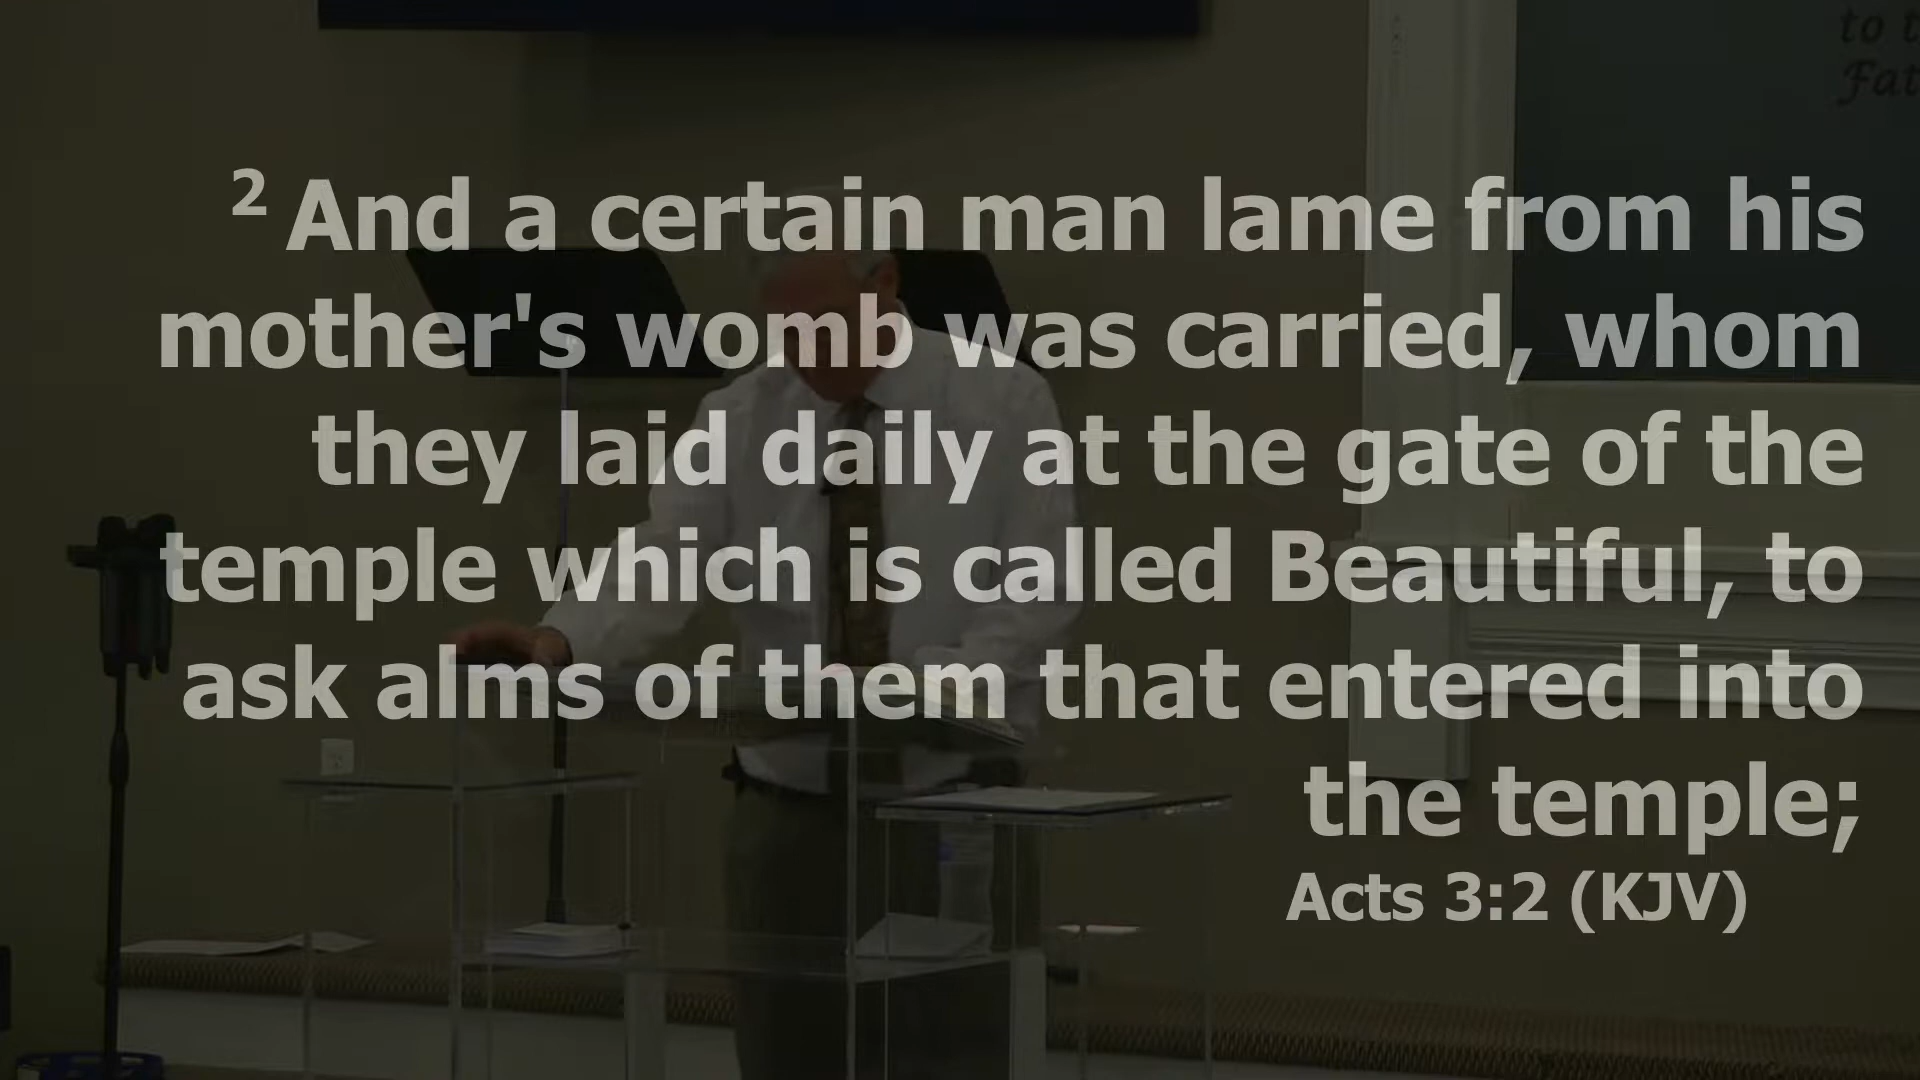 to t
Fat
2 And a certain man lame from his
mother's womb was carried, whom
they laid daily at the gate of the
temple which is called Beautiful, to
ask alms of them that entered into
the temple;
Acts 3:2 (KJV)